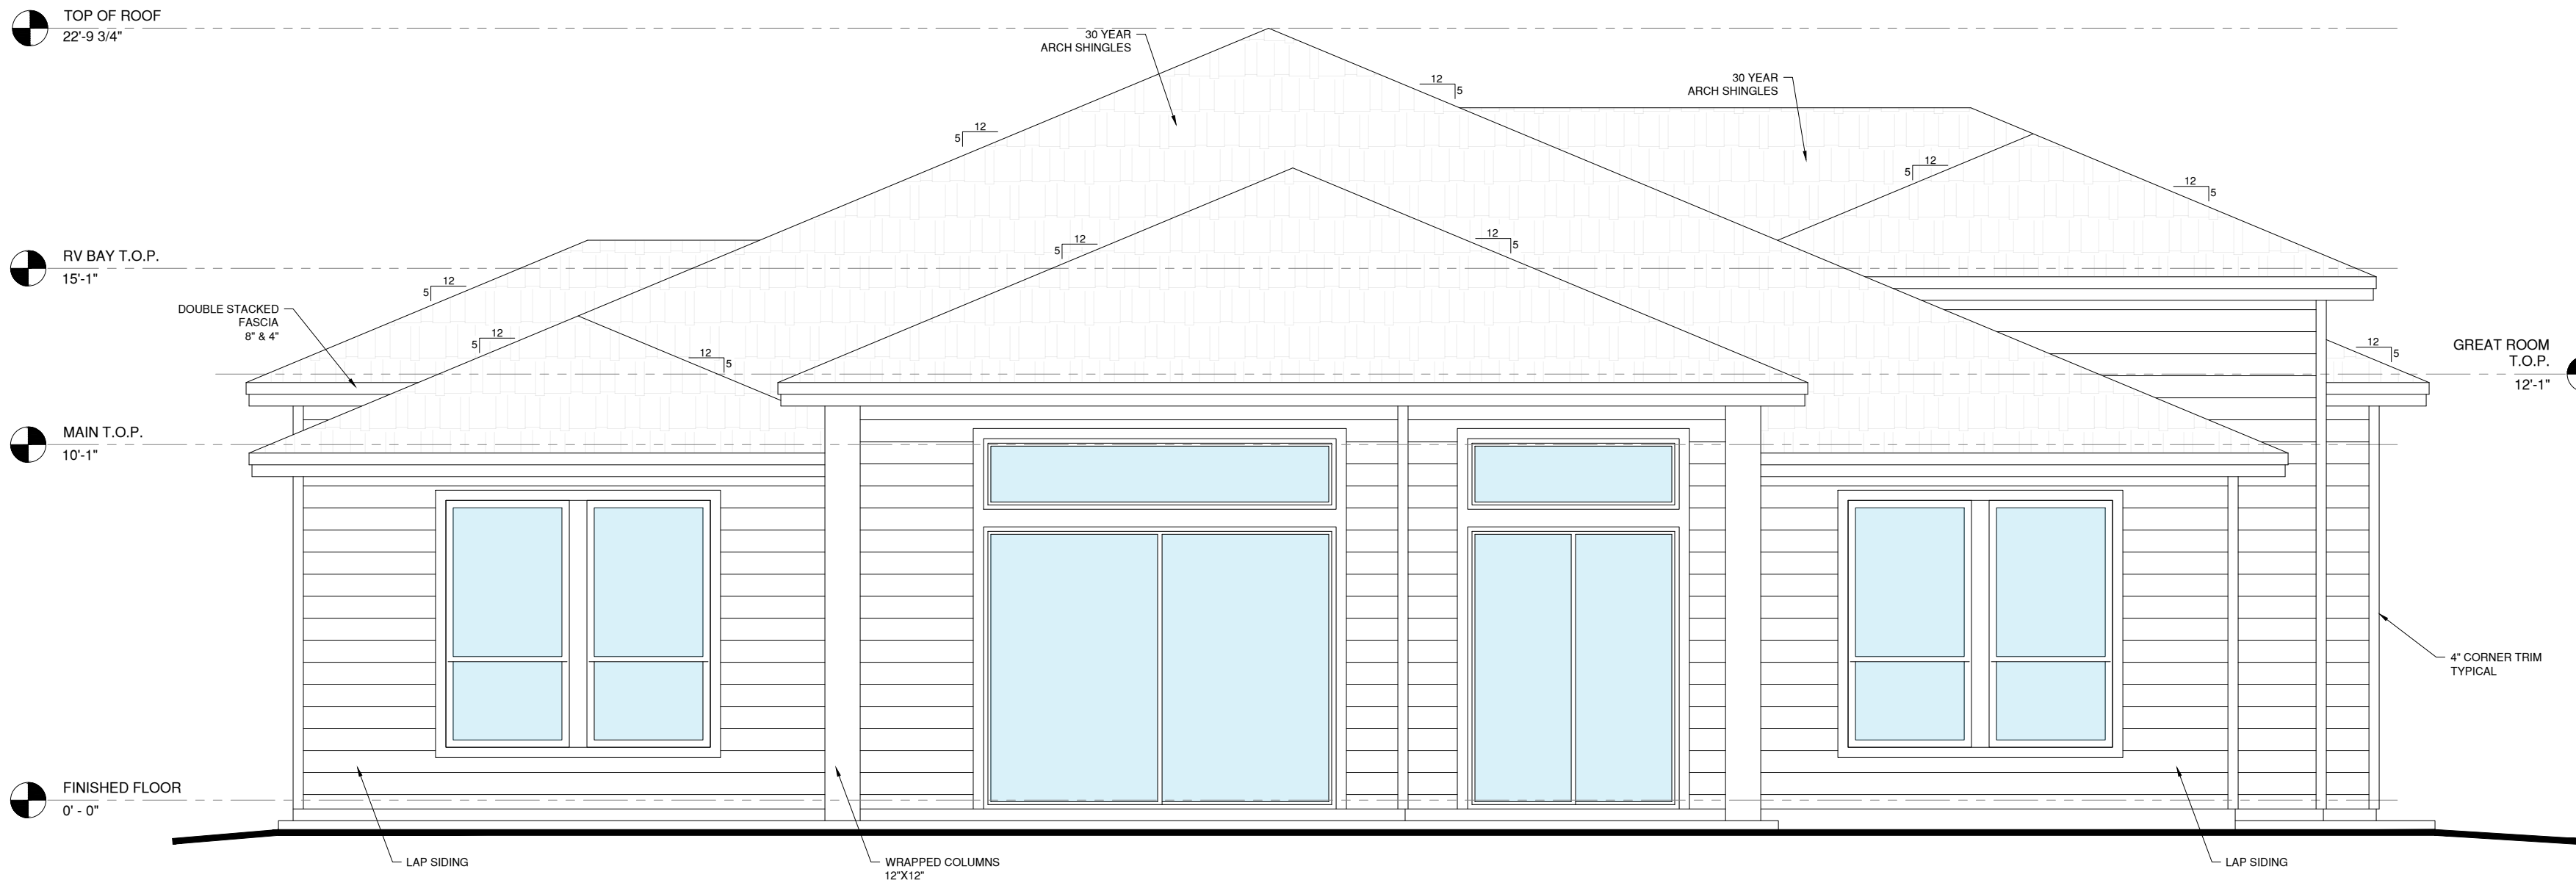 TOP OF ROOF
22'-9 3/4"
30 YEAR
ARCH SHINGLES
12
5
30 YEAR
ARCH SHINGLES
12
5
12
5
12
5
12
5
12
5
RV BAY T.O.P.
15'-1"
12
5
DOUBLE STACKED
FASCIA
8" & 4"
12
5
12
5
12
5
GREAT ROOM
T.O.P.
12'-1"
MAIN T.O.P.
10'-1"
4" CORNER TRIM
TYPICAL
FINISHED FLOOR
0' - 0"
LAP SIDING
WRAPPED COLUMNS
12"X12"
LAP SIDING